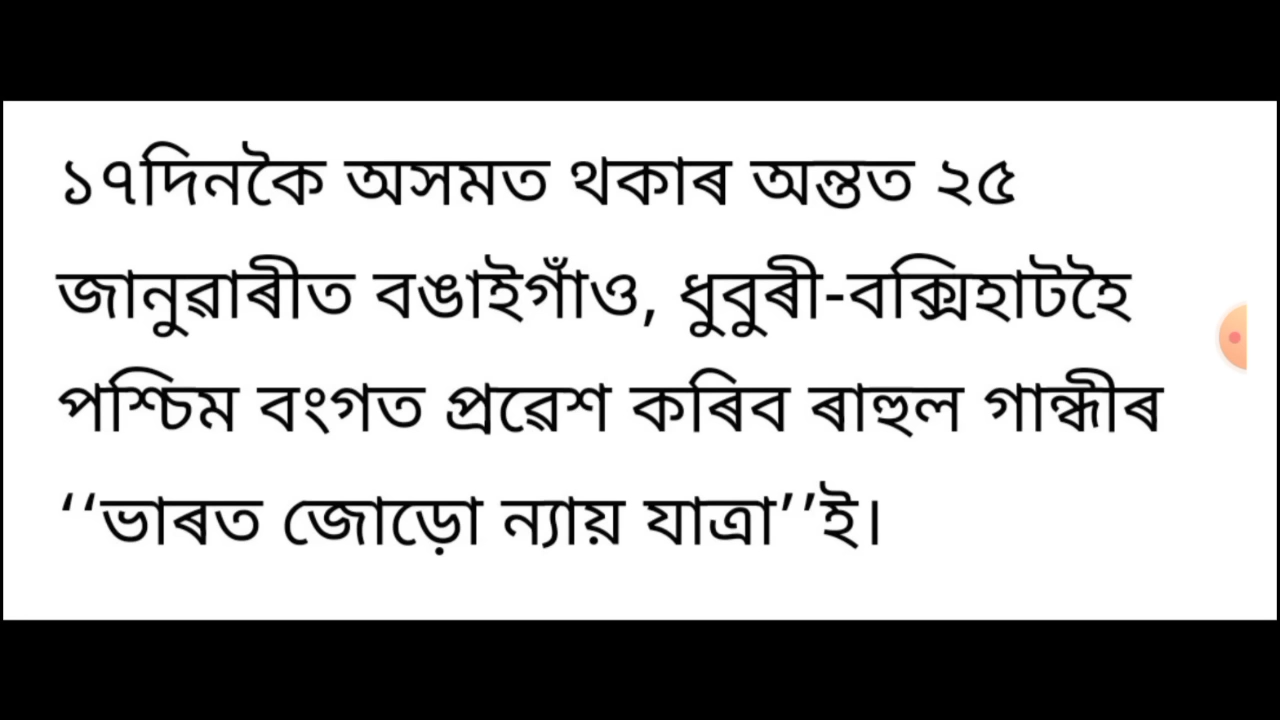 ১৭দিনকৈ অসমত থকাৰ অন্তত ২৫
জানুৱাৰীত বঙাইগাঁও, ধুবুৰী-বক্সিহাটহৈ
পশ্চিম বংগত প্ৰৱেশ কৰিব ৰাহুল গান্ধীৰ
‘‘ভাৰত জোড়ো ন্যায় যাত্ৰা’’ই।